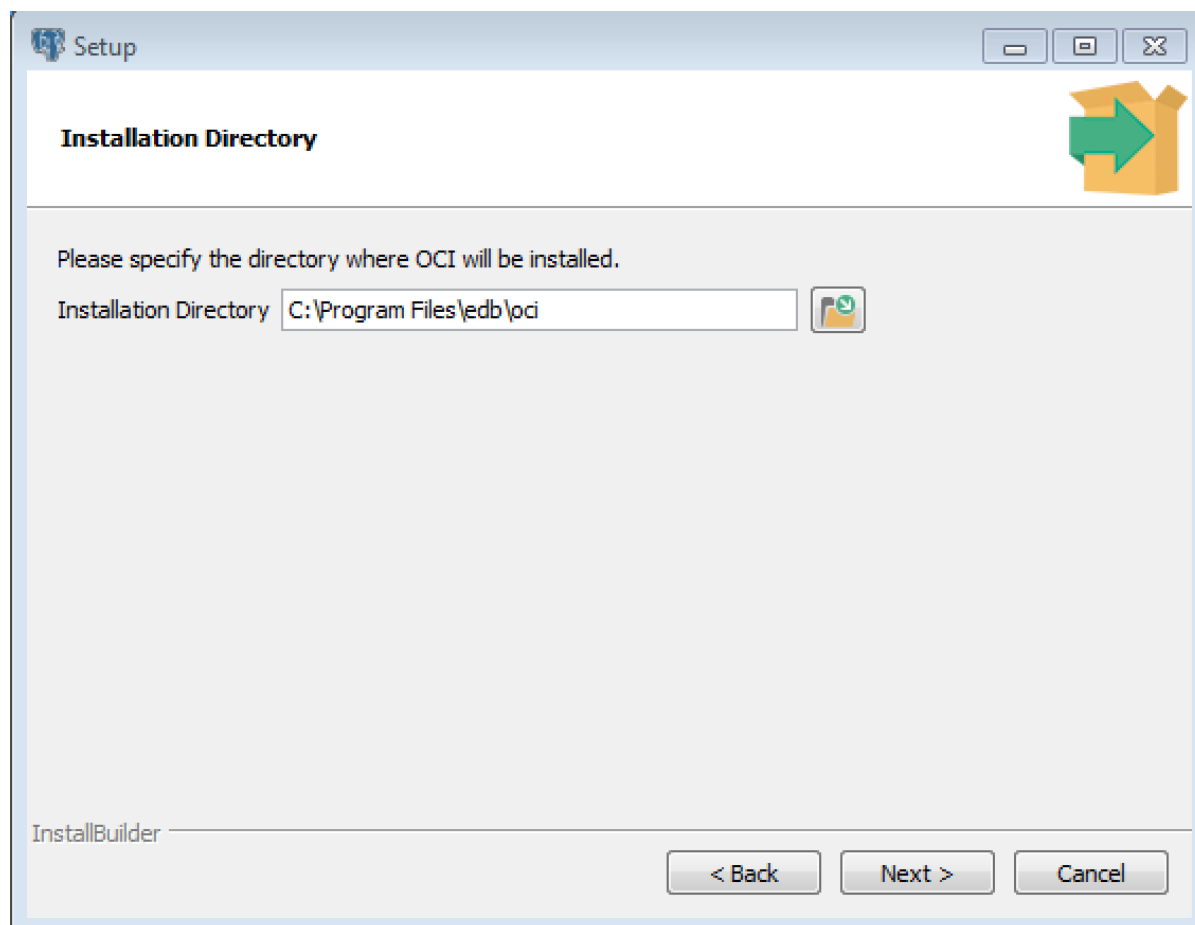 Setup
Installation Directory
Please specify the directory where OCI will be installed.
Installation Directory C:\Program Files\edb\oci
InstallBuilder
< Back Next > Cancel